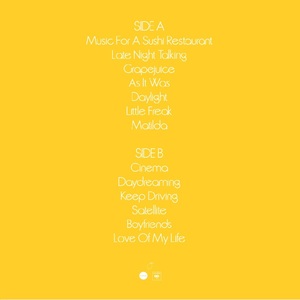 SIDE A
Music For A Sushi Restaurant
Late Night Talking
Grapejuice
As It Was
Daylight
Little Freak
Matilda
SIDE B
Cinema
Daydreaming
Keep Driving
Satellite
Boyfriends
Love Of My Life